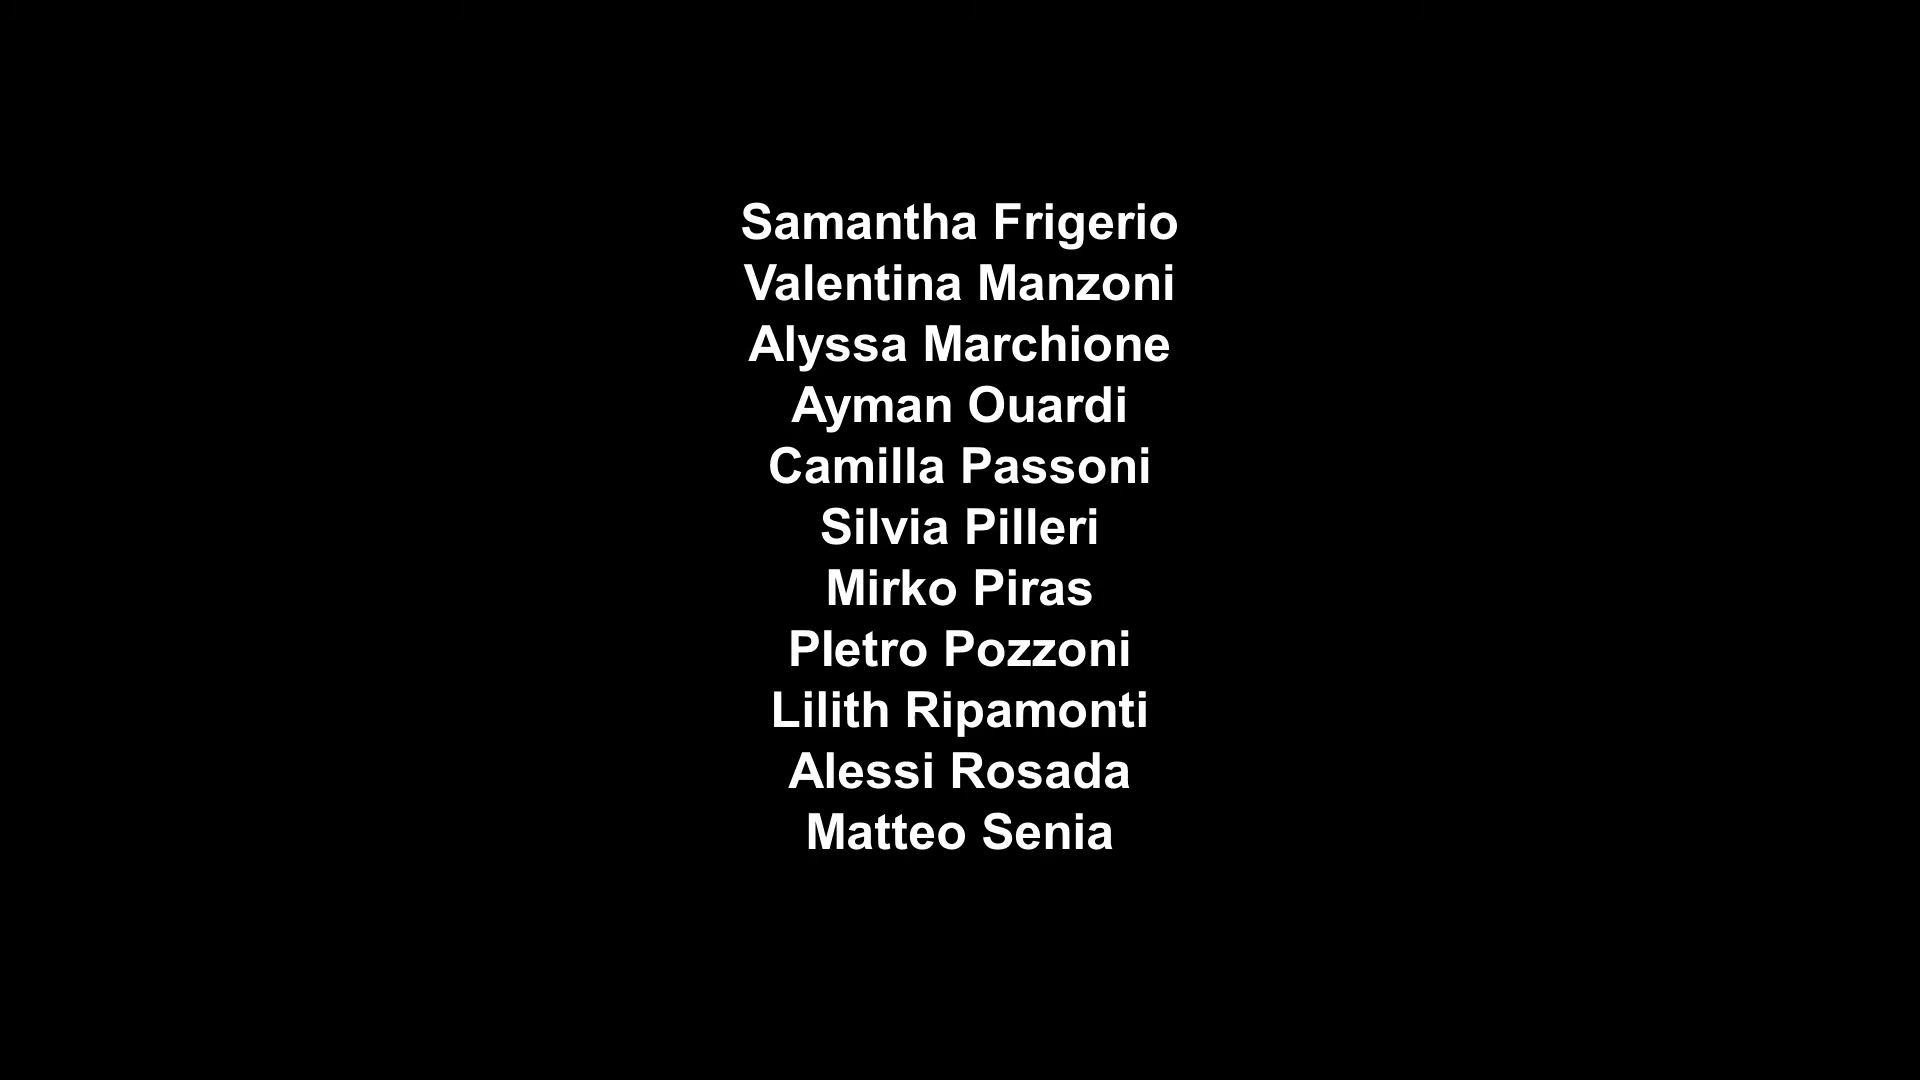 Samantha Frigerio
Valentina Manzoni
Alyssa Marchione
Ayman Ouardi
Camilla Passoni
Silvia Pilleri
Mirko Piras
PIetro Pozzoni
Lilith Ripamonti
Alessi Rosada
Matteo Senia